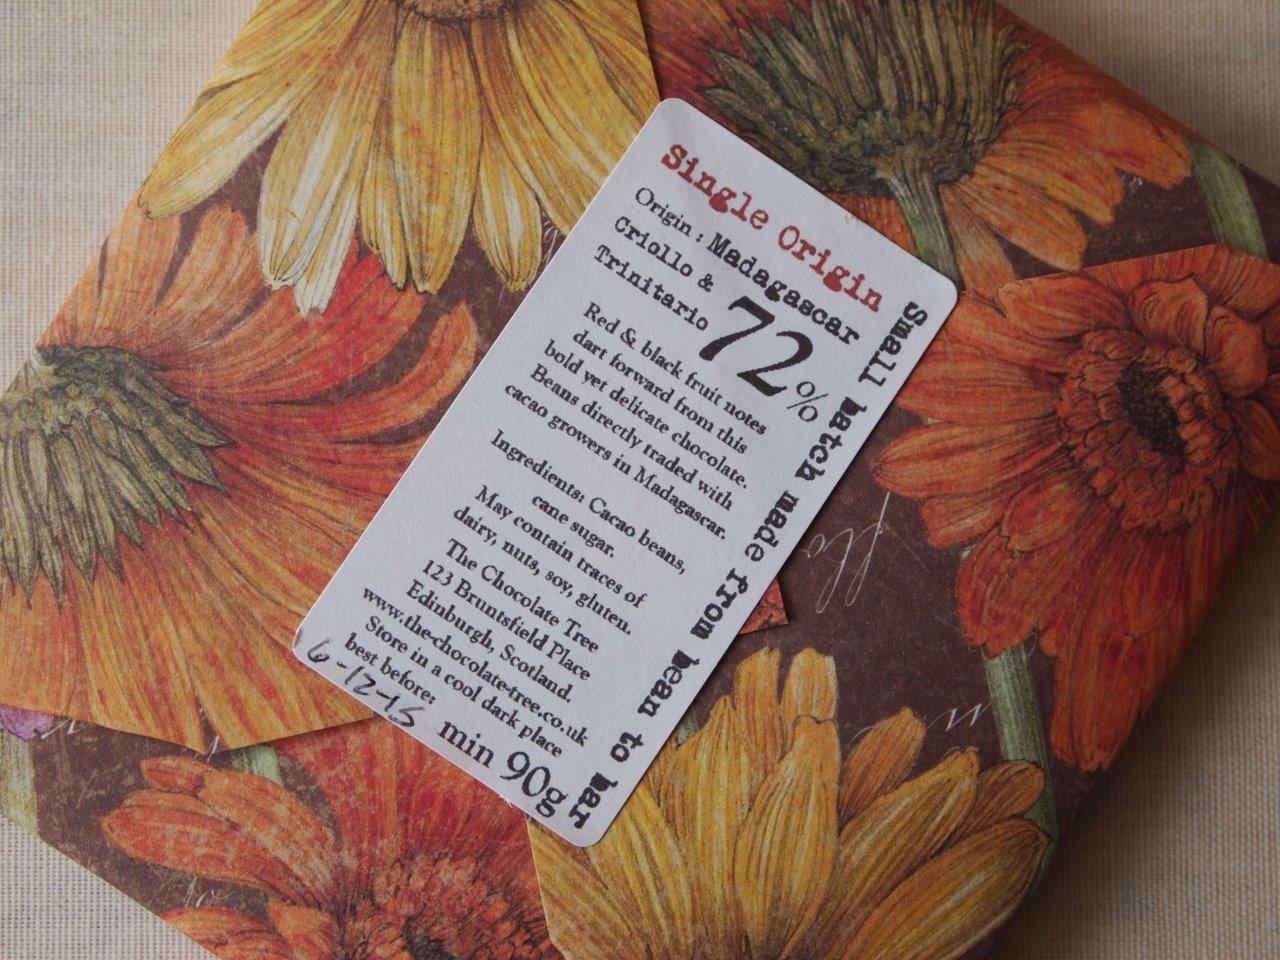 Single Origin
Origin : Madagascar
Criollo &
Trinitario
72%
Red & black fruit notes
dart forward from this
bold yet delicate chocolate.
Beans directly traded with
cacao growers in Madagascar.
Ingredients: Cacao beans,
cane sugar.
May contain traces of
dairy, nuts, soy, gluten.
The Chocolate Tree
123 Bruntsfield Place
Edinburgh, Scotland.
www.the-chocolate-tree.co.uk
Store in a cool dark place
best before:
6-12-15
min 90g
Small batch made from bean to bar